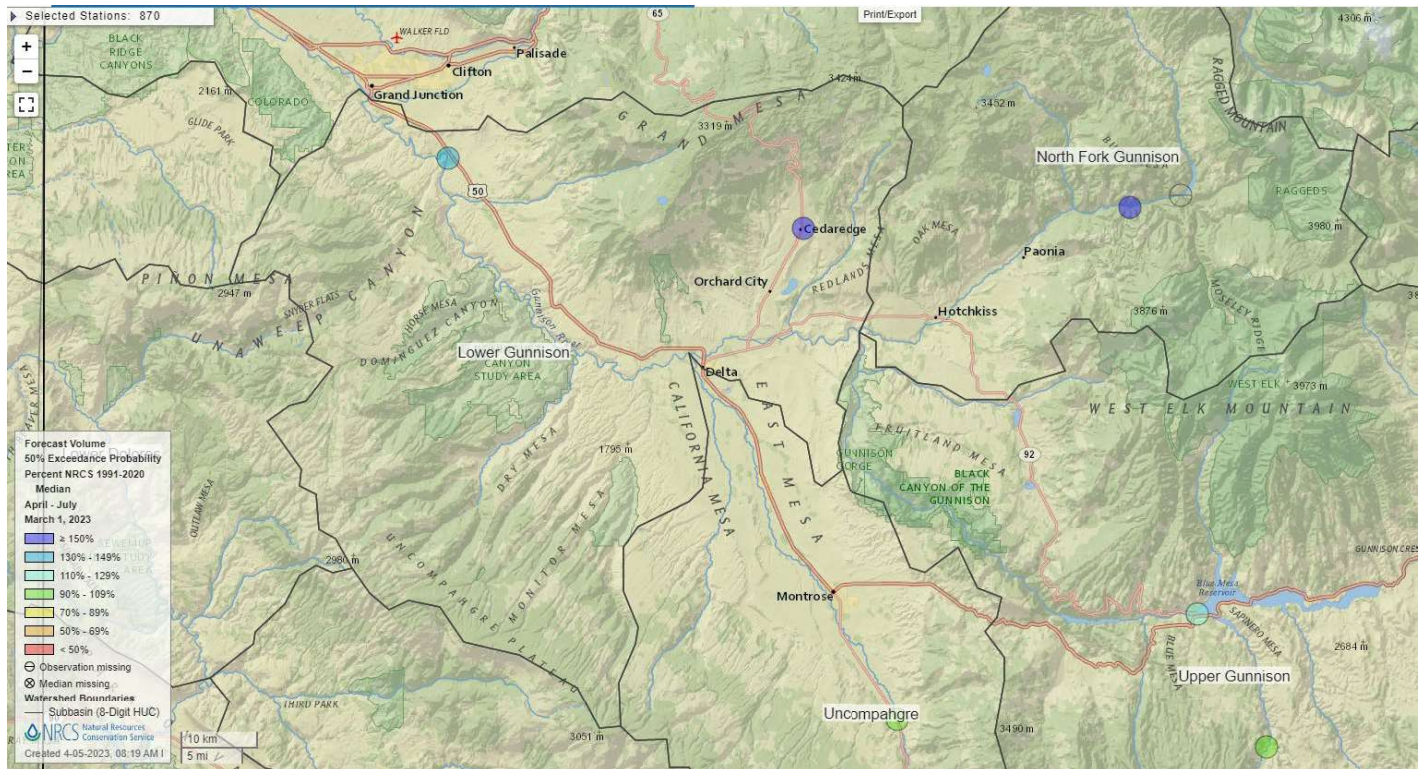 Selected Stations: 870
Print/Export
+
−
65
WALKER FLD
4306 m
BLACK
RIDGE
CANYONS
Palisade
Clifton
3424 m
RAGGED MOUNTAIN
2161 m
Grand Junction
COLORADO
3452 m
GRAND MESA
3319 m
GLIDE PARK
North Fork Gunnison
50
RAGGEDS
Cedaredge
OAK MESA
3980 m
Paonia
PIÑON MESA
2947 m
SNYDER FLATS
UNAWEEP CANYON
Orchard City
REDLANDS MESA
HORSE MESA
DOMINGUEZ CANYON
Gunnison River
Hotchkiss
3876 m
MOSELEY RIDGE
Lower Gunnison
CANYON
STUDY AREA
Delta
WEST ELK
3973 m
WEST ELK MOUNTAIN
CALIFORNIA MESA
EAST MESA
FRUITLAND MESA
1795 m
DRY MESA
GUNNISON
GORGE
BLACK
CANYON OF THE
GUNNISON
92
MONITOR MESA
OUTLAW MESA
UNCOMPAHGRE PLATEAU
2980 m
Montrose
Blue Mesa
Reservoir
SAPINERO MESA
BLUE MESA
2684 m
Upper Gunnison
Uncompahgre
THIRD PARK
3051 m
3490 m
Forecast Volume
50% Exceedance Probability
Percent NRCS 1991-2020
Median
April - July
March 1, 2023
≥ 150%
130% - 149%
110% - 129%
90% - 109%
70% - 89%
50% - 69%
< 50%
Observation missing
Median missing
Watershed Boundaries
Subbasin (8-Digit HUC)
NRCS Natural Resources
Conservation Service
Created 4-05-2023, 08:19 AM
10 km
5 mi